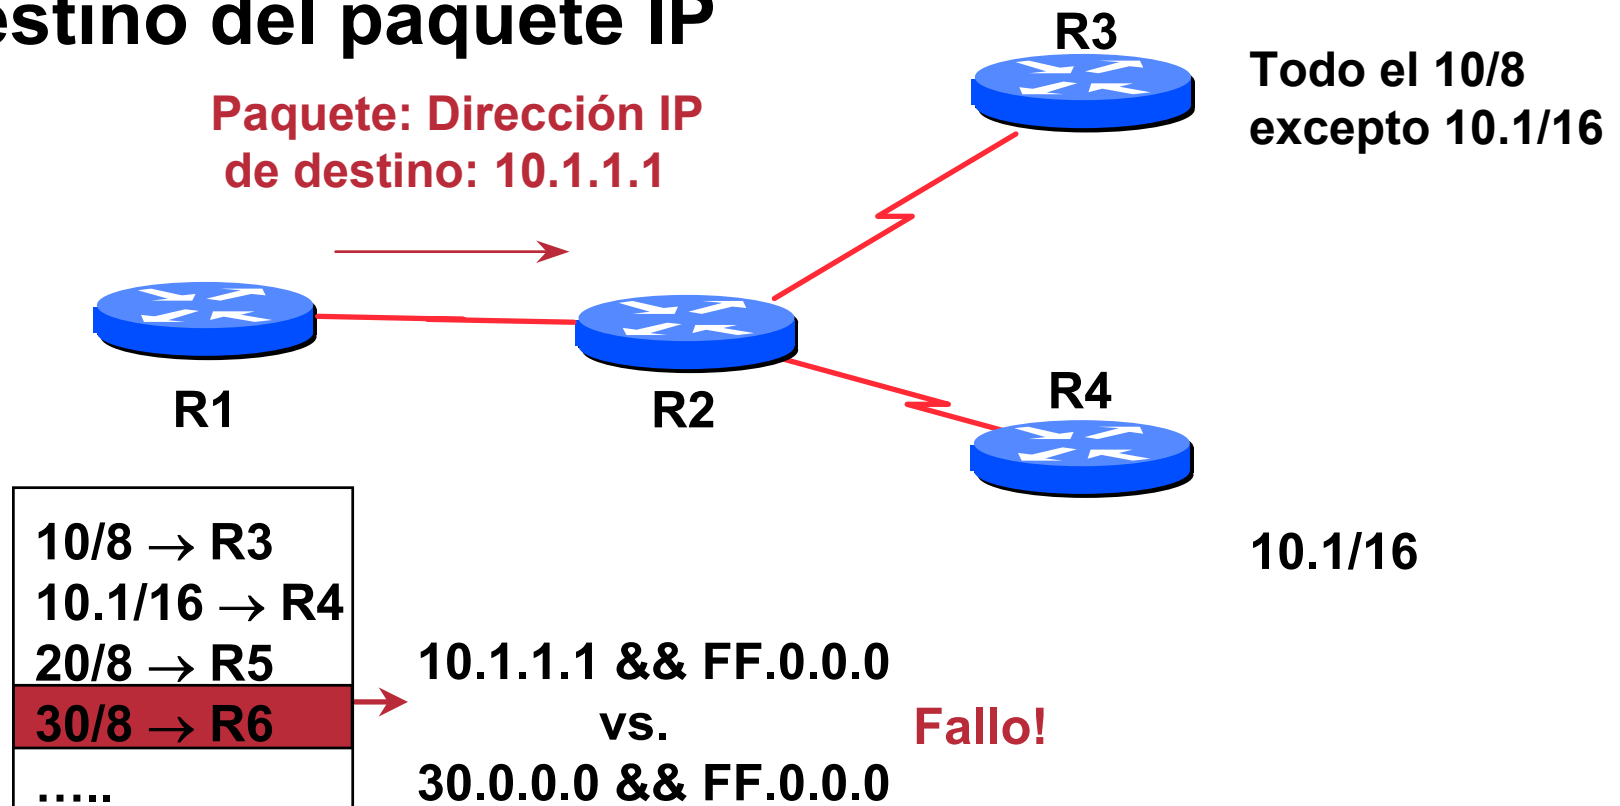 estino del paquete IP
R3
Todo el 10/8
excepto 10.1/16
Paquete: Dirección IP
de destino: 10.1.1.1
R1
R2
R4
10.1/16
10/8 → R3
10.1/16 → R4
20/8 → R5
30/8 → R6
.....
10.1.1.1 && FF.0.0.0
vs.
30.0.0.0 && FF.0.0.0
Fallo!